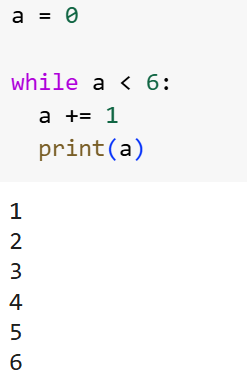 a = 0

while a < 6:
  a += 1
  print(a)

1
2
3
4
5
6